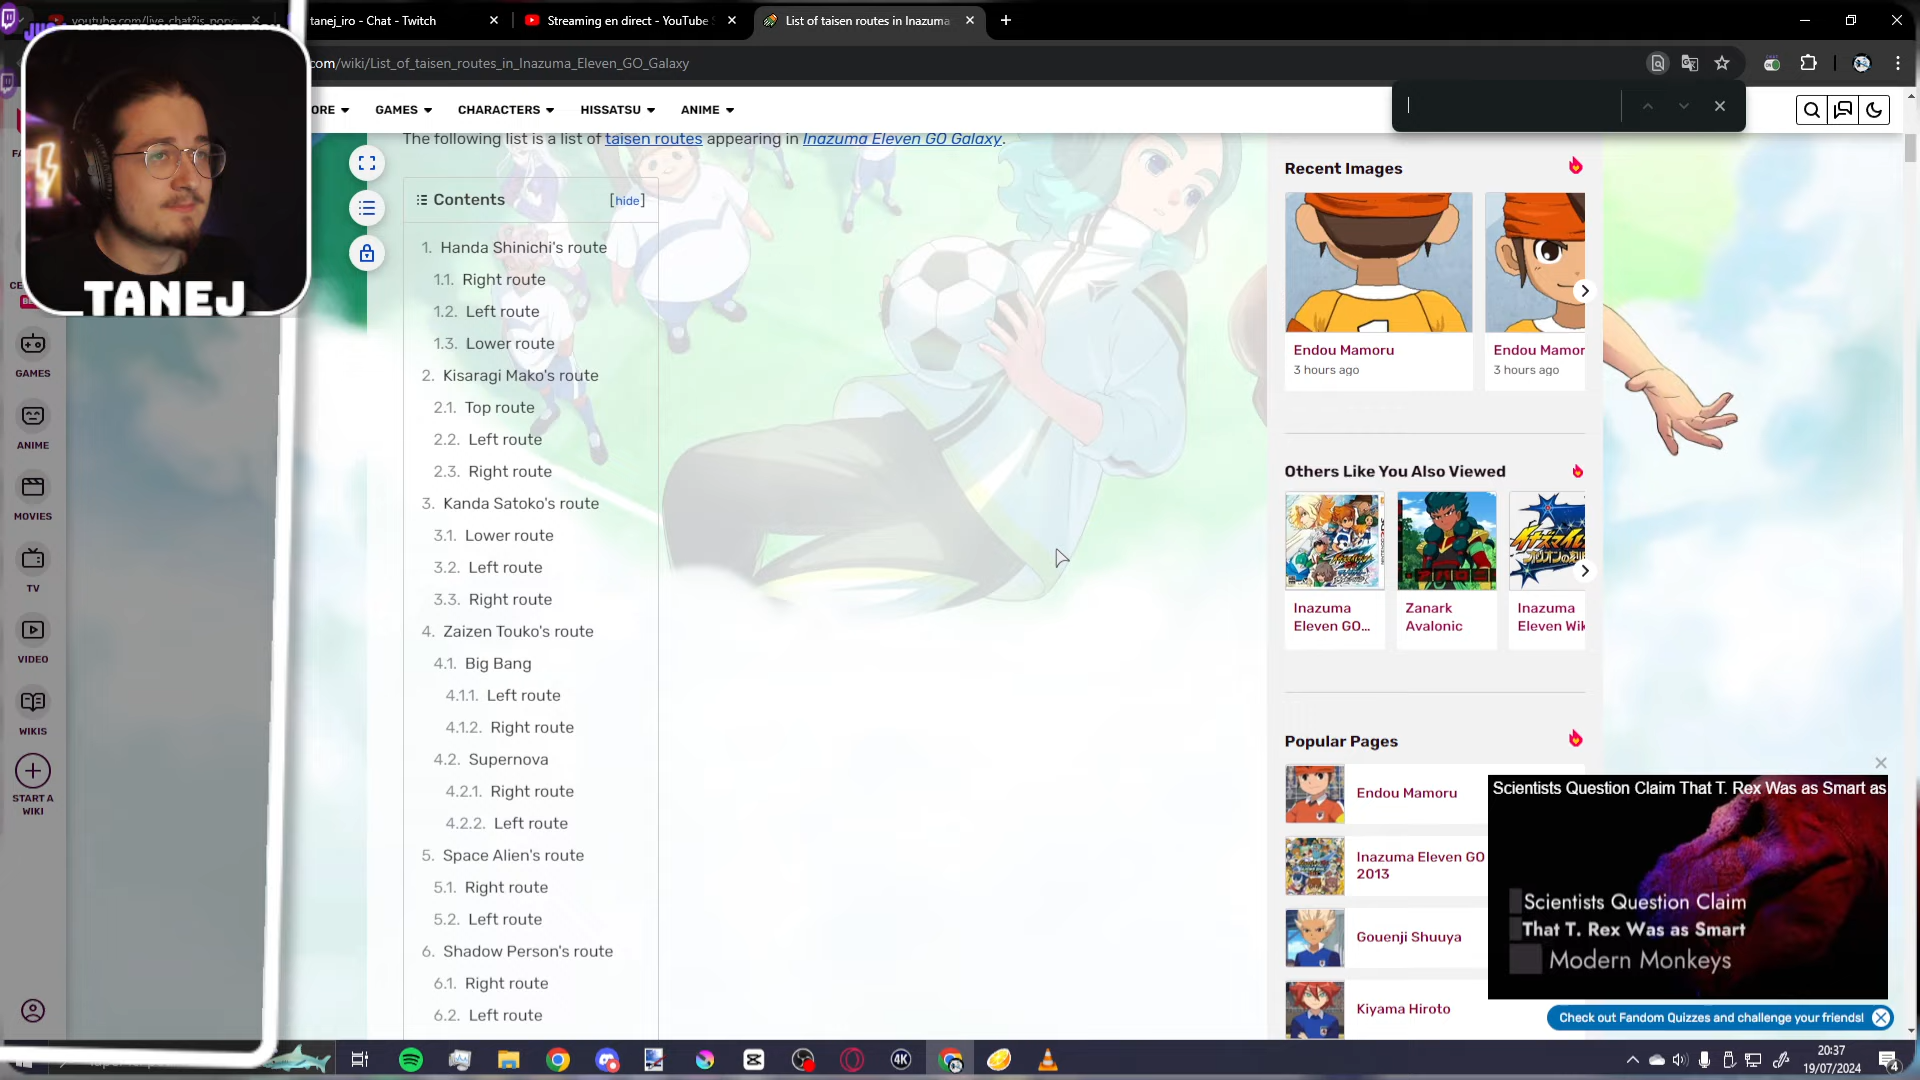 youtube.com/live_chat?is_popo
tanej_iro - Chat - Twitch
Streaming en direct - YouTube S
List of taisen routes in Inazuma
com/wiki/List_of_taisen_routes_in_Inazuma_Eleven_GO_Galaxy
ORE
GAMES
CHARACTERS
HISSATSU
ANIME
TANEJ
GAMES
ANIME
MOVIES
TV
VIDEO
WIKIS
START A
WIKI
The following list is a list of taisen routes appearing in Inazuma Eleven GO Galaxy.
Contents [hide]
1. Handa Shinichi's route
1.1. Right route
1.2. Left route
1.3. Lower route
2. Kisaragi Mako's route
2.1. Top route
2.2. Left route
2.3. Right route
3. Kanda Satoko's route
3.1. Lower route
3.2. Left route
3.3. Right route
4. Zaizen Touko's route
4.1. Big Bang
4.1.1. Left route
4.1.2. Right route
4.2. Supernova
4.2.1. Right route
4.2.2. Left route
5. Space Alien's route
5.1. Right route
5.2. Left route
6. Shadow Person's route
6.1. Right route
6.2. Left route
Recent Images
Endou Mamoru
3 hours ago
Endou Mamor
3 hours ago
Others Like You Also Viewed
Inazuma
Eleven GO...
Zanark
Avalonic
Inazuma
Eleven Wik
Popular Pages
Endou Mamoru
Inazuma Eleven GO
2013
Gouenji Shuuya
Kiyama Hiroto
Scientists Question Claim That T. Rex Was as Smart as
Scientists Question Claim
That T. Rex Was as Smart
Modern Monkeys
Check out Fandom Quizzes and challenge your friends!
4K
20:37
19/07/2024
4